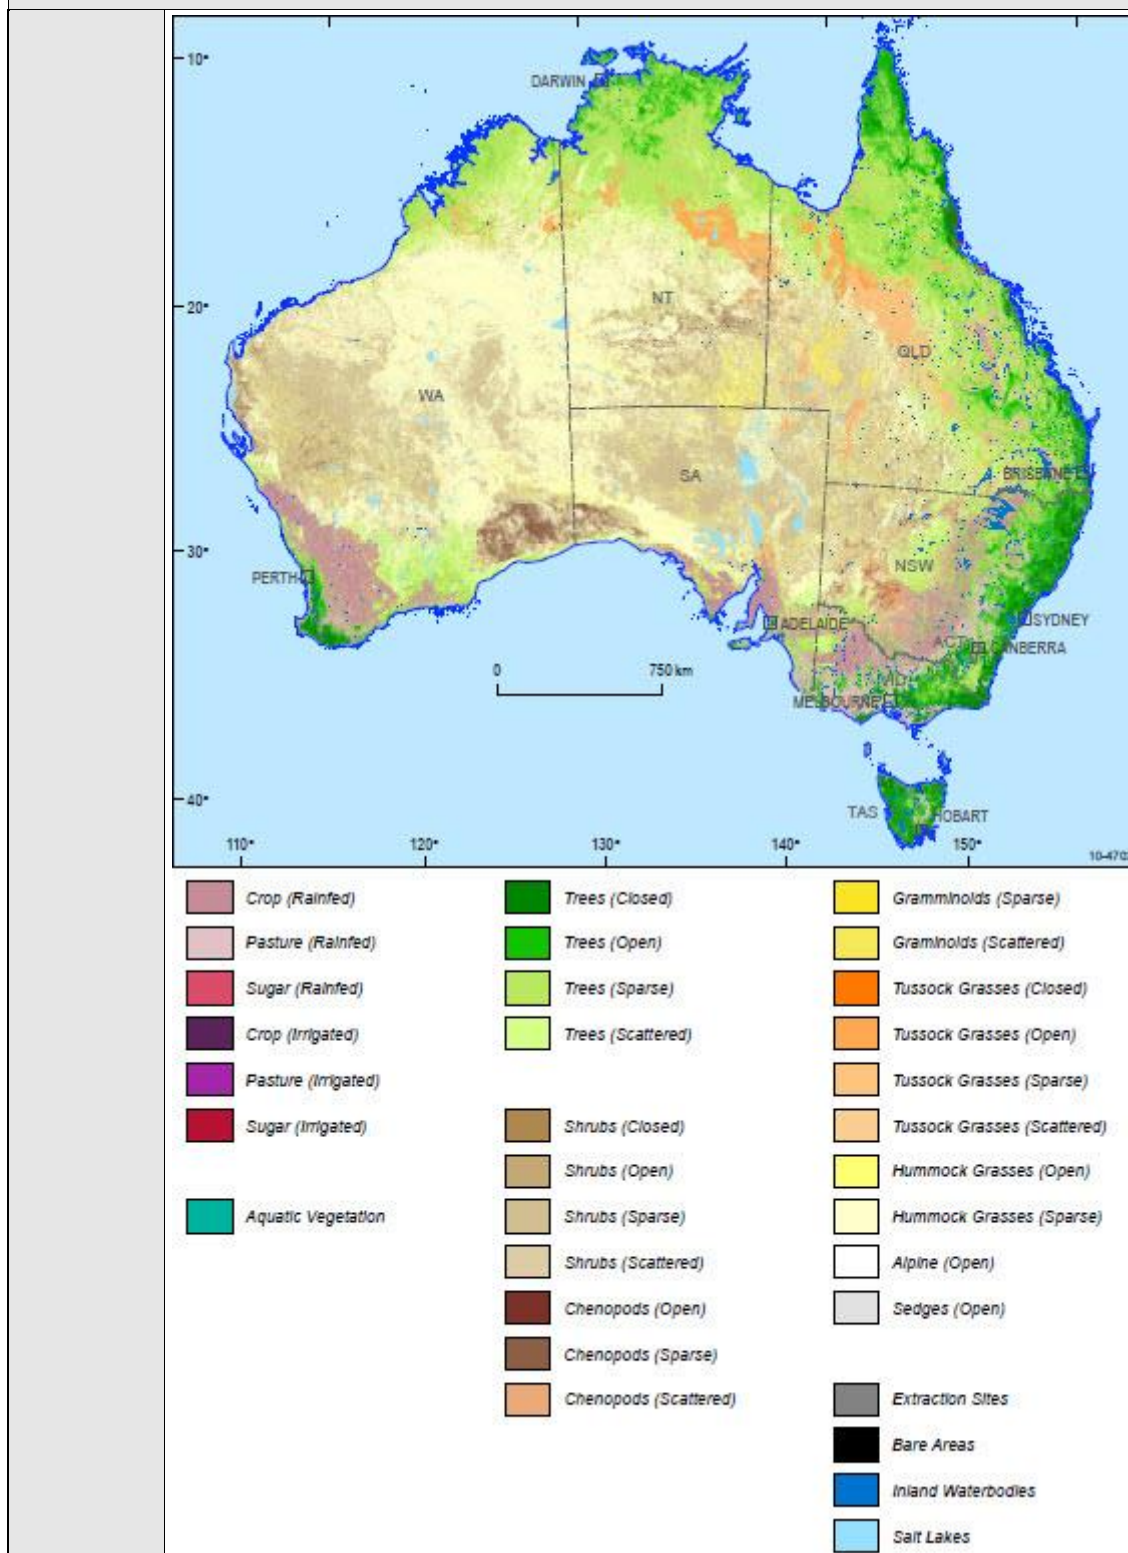 10°
DARWIN
20°
NT
QLD
WA
SA
BRISBANE
30°
NSW
PERTH
ADELAIDE
SYDNEY
ACT
CANBERRA
0 750 km
MELBOURNE
40°
TAS
HOBART
110° 120° 130° 140° 150°
Crop (Rainfed)
Pasture (Rainfed)
Sugar (Rainfed)
Crop (Irrigated)
Pasture (Irrigated)
Sugar (Irrigated)
Aquatic Vegetation
Trees (Closed)
Trees (Open)
Trees (Sparse)
Trees (Scattered)
Shrubs (Closed)
Shrubs (Open)
Shrubs (Sparse)
Shrubs (Scattered)
Chenopods (Open)
Chenopods (Sparse)
Chenopods (Scattered)
Gramminoids (Sparse)
Graminoids (Scattered)
Tussock Grasses (Closed)
Tussock Grasses (Open)
Tussock Grasses (Sparse)
Tussock Grasses (Scattered)
Hummock Grasses (Open)
Hummock Grasses (Sparse)
Alpine (Open)
Sedges (Open)
Extraction Sites
Bare Areas
Inland Waterbodies
Salt Lakes